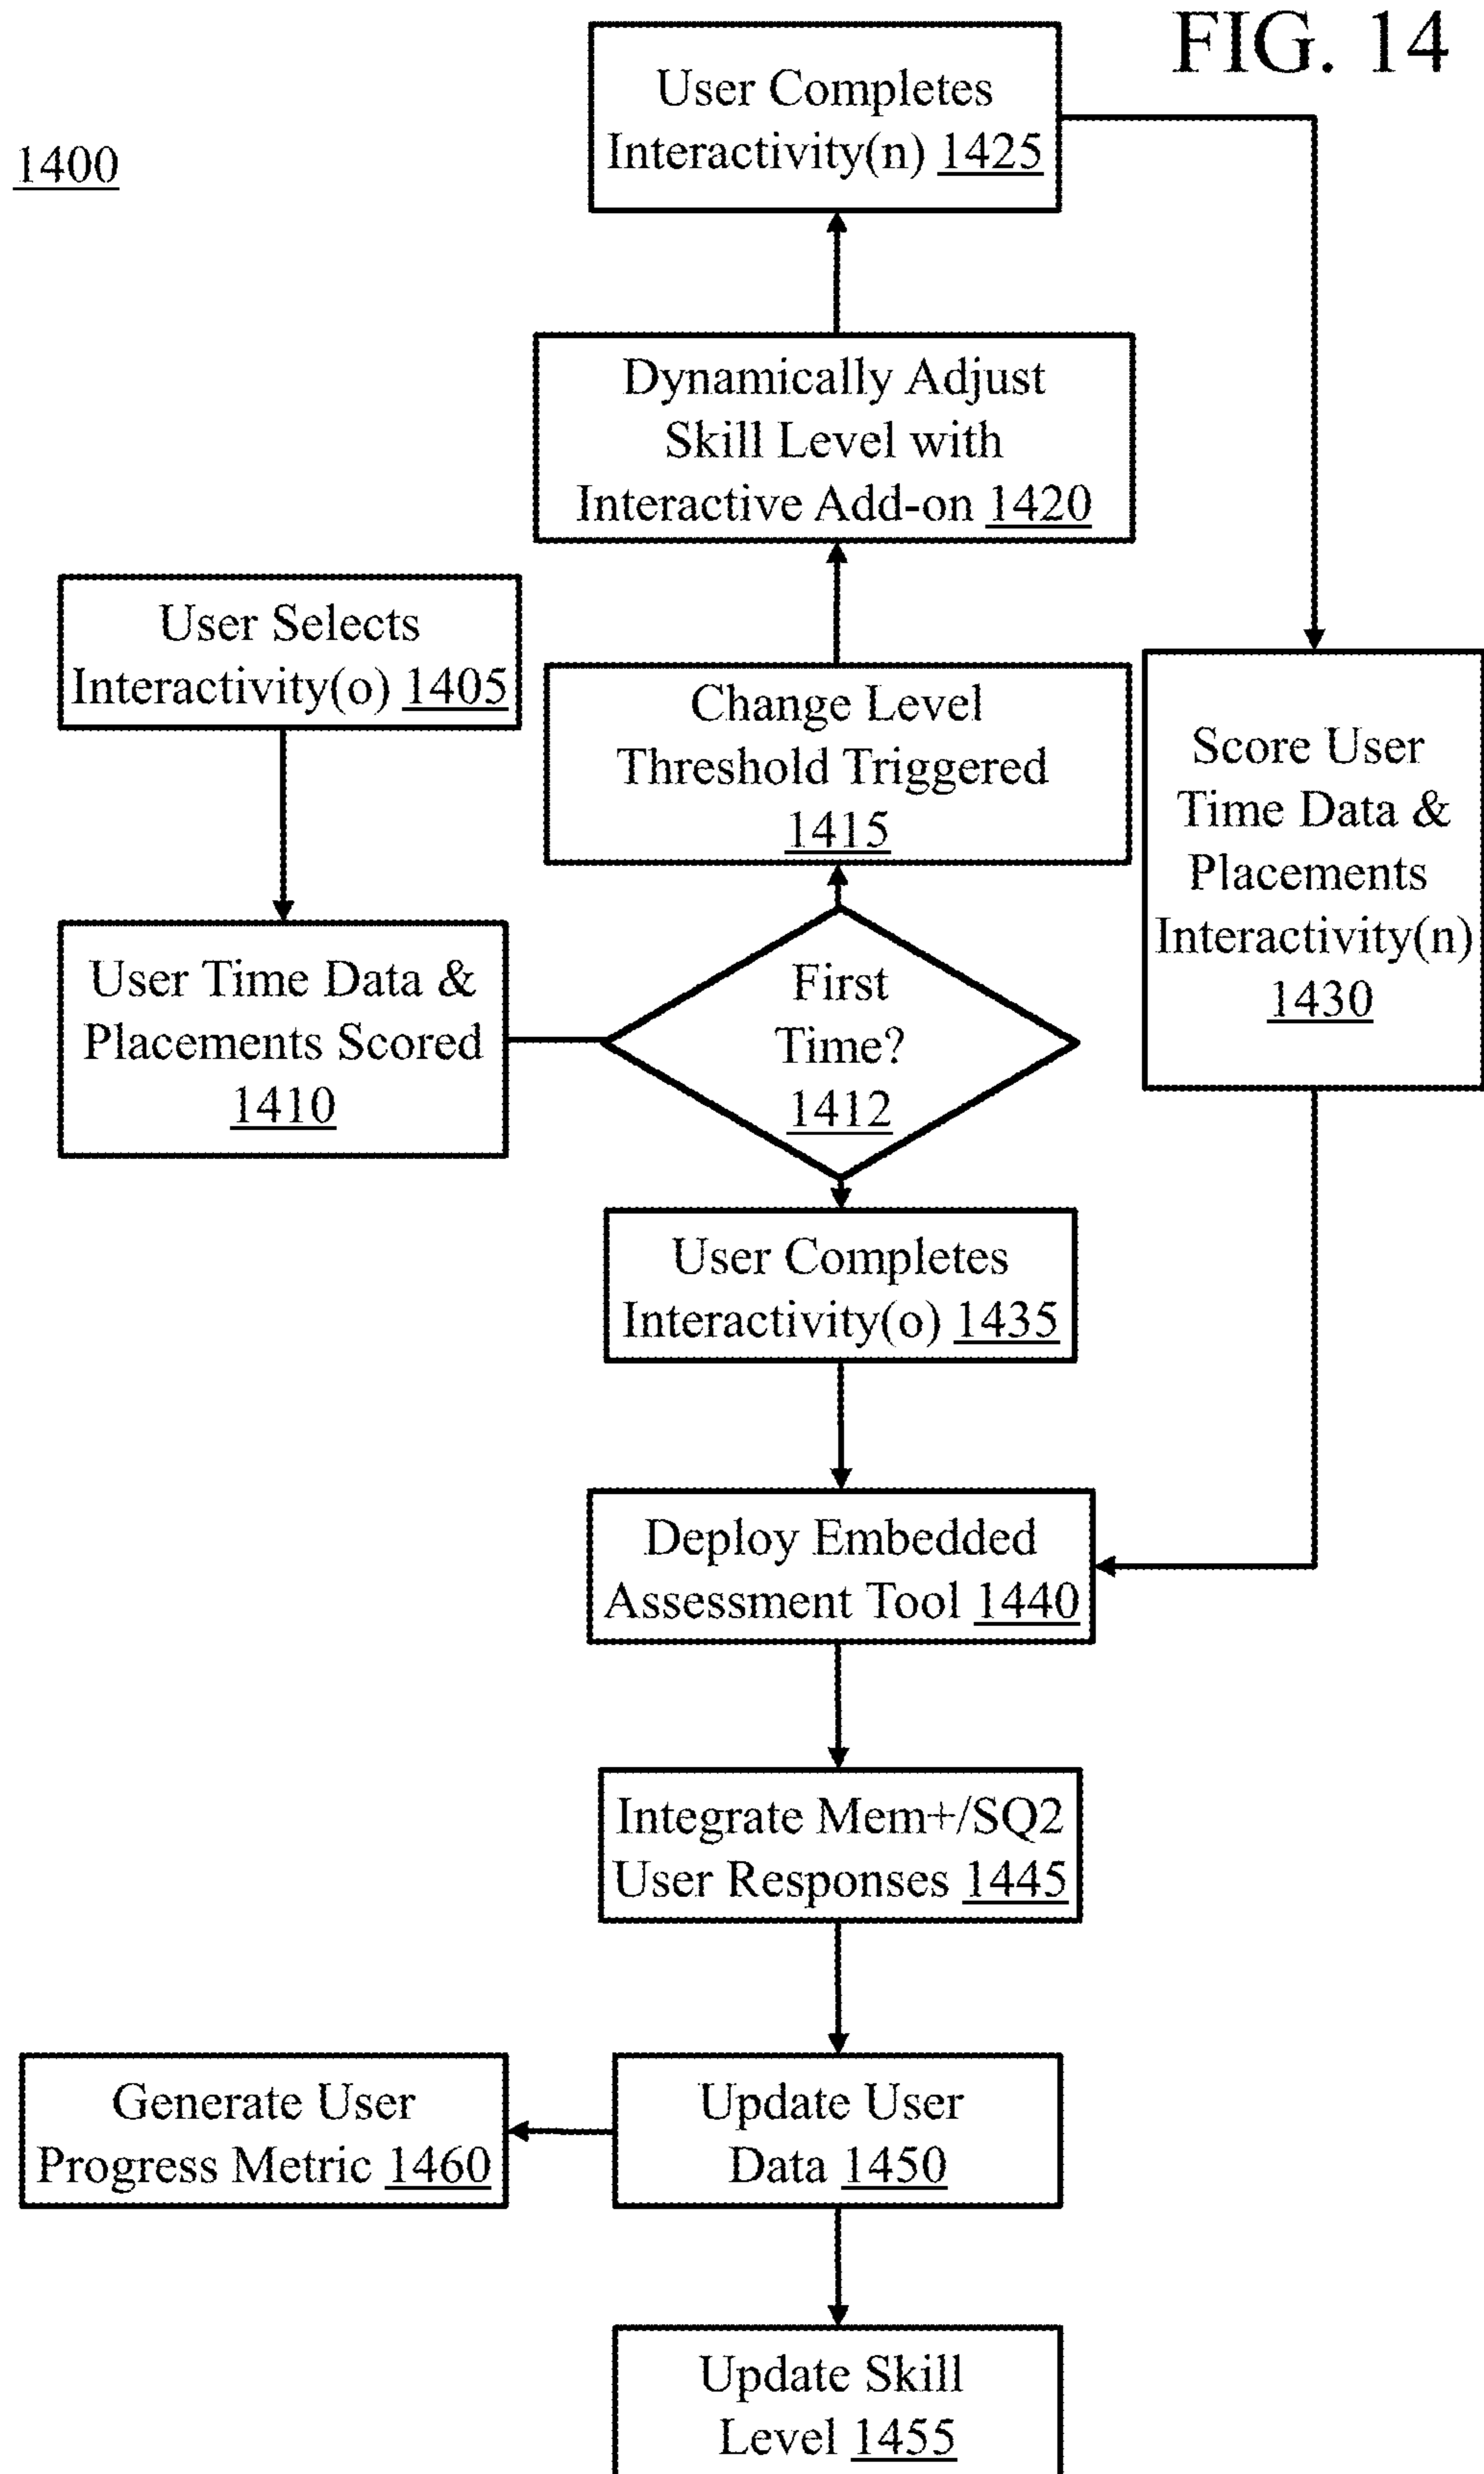 FIG. 14
1400
User Completes
Interactivity(n) 1425
Dynamically Adjust
Skill Level with
Interactive Add-on 1420
User Selects
Interactivity(o) 1405
Change Level
Threshold Triggered
1415
Score User
Time Data &
Placements
Interactivity(n)
1430
User Time Data &
Placements Scored
1410
First
Time?
1412
User Completes
Interactivity(o) 1435
Deploy Embedded
Assessment Tool 1440
Integrate Mem+/SQ2
User Responses 1445
Generate User
Progress Metric 1460
Update User
Data 1450
Update Skill
Level 1455